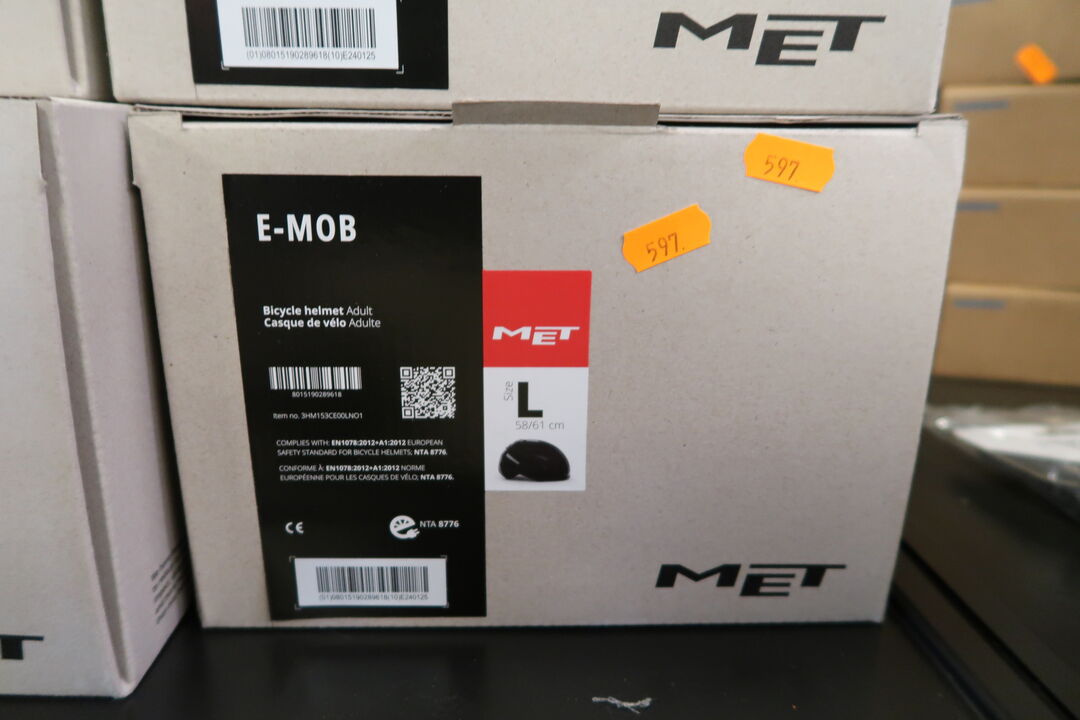 (01)08015190289618(10)E240125
MET
597
597.
E-MOB
Bicycle helmet Adult
Casque de vélo Adulte
MET
Size
L
58/61 cm
8015190289618
Item no. 3HM153CE00LNO1
COMPLIES WITH: EN1078:2012+A1:2012 EUROPEAN
SAFETY STANDARD FOR BICYCLE HELMETS; NTA 8776.
CONFORME À: EN1078:2012+A1:2012 NORME
EUROPÉENNE POUR LES CASQUES DE VÉLO; NTA 8776.
CE
NTA 8776
(01)08015190289618(10)E240125
MET